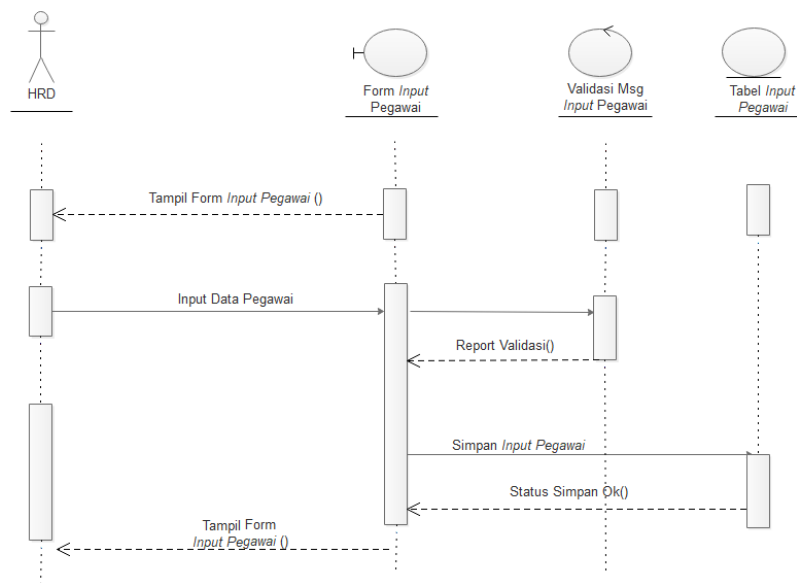 HRD
Form Input
Pegawai
Validasi Msg
Input Pegawai
Tabel Input
Pegawai
Tampil Form Input Pegawai ()
Input Data Pegawai
Report Validasi()
Simpan Input Pegawai
Status Simpan Ok()
Tampil Form
Input Pegawai ()